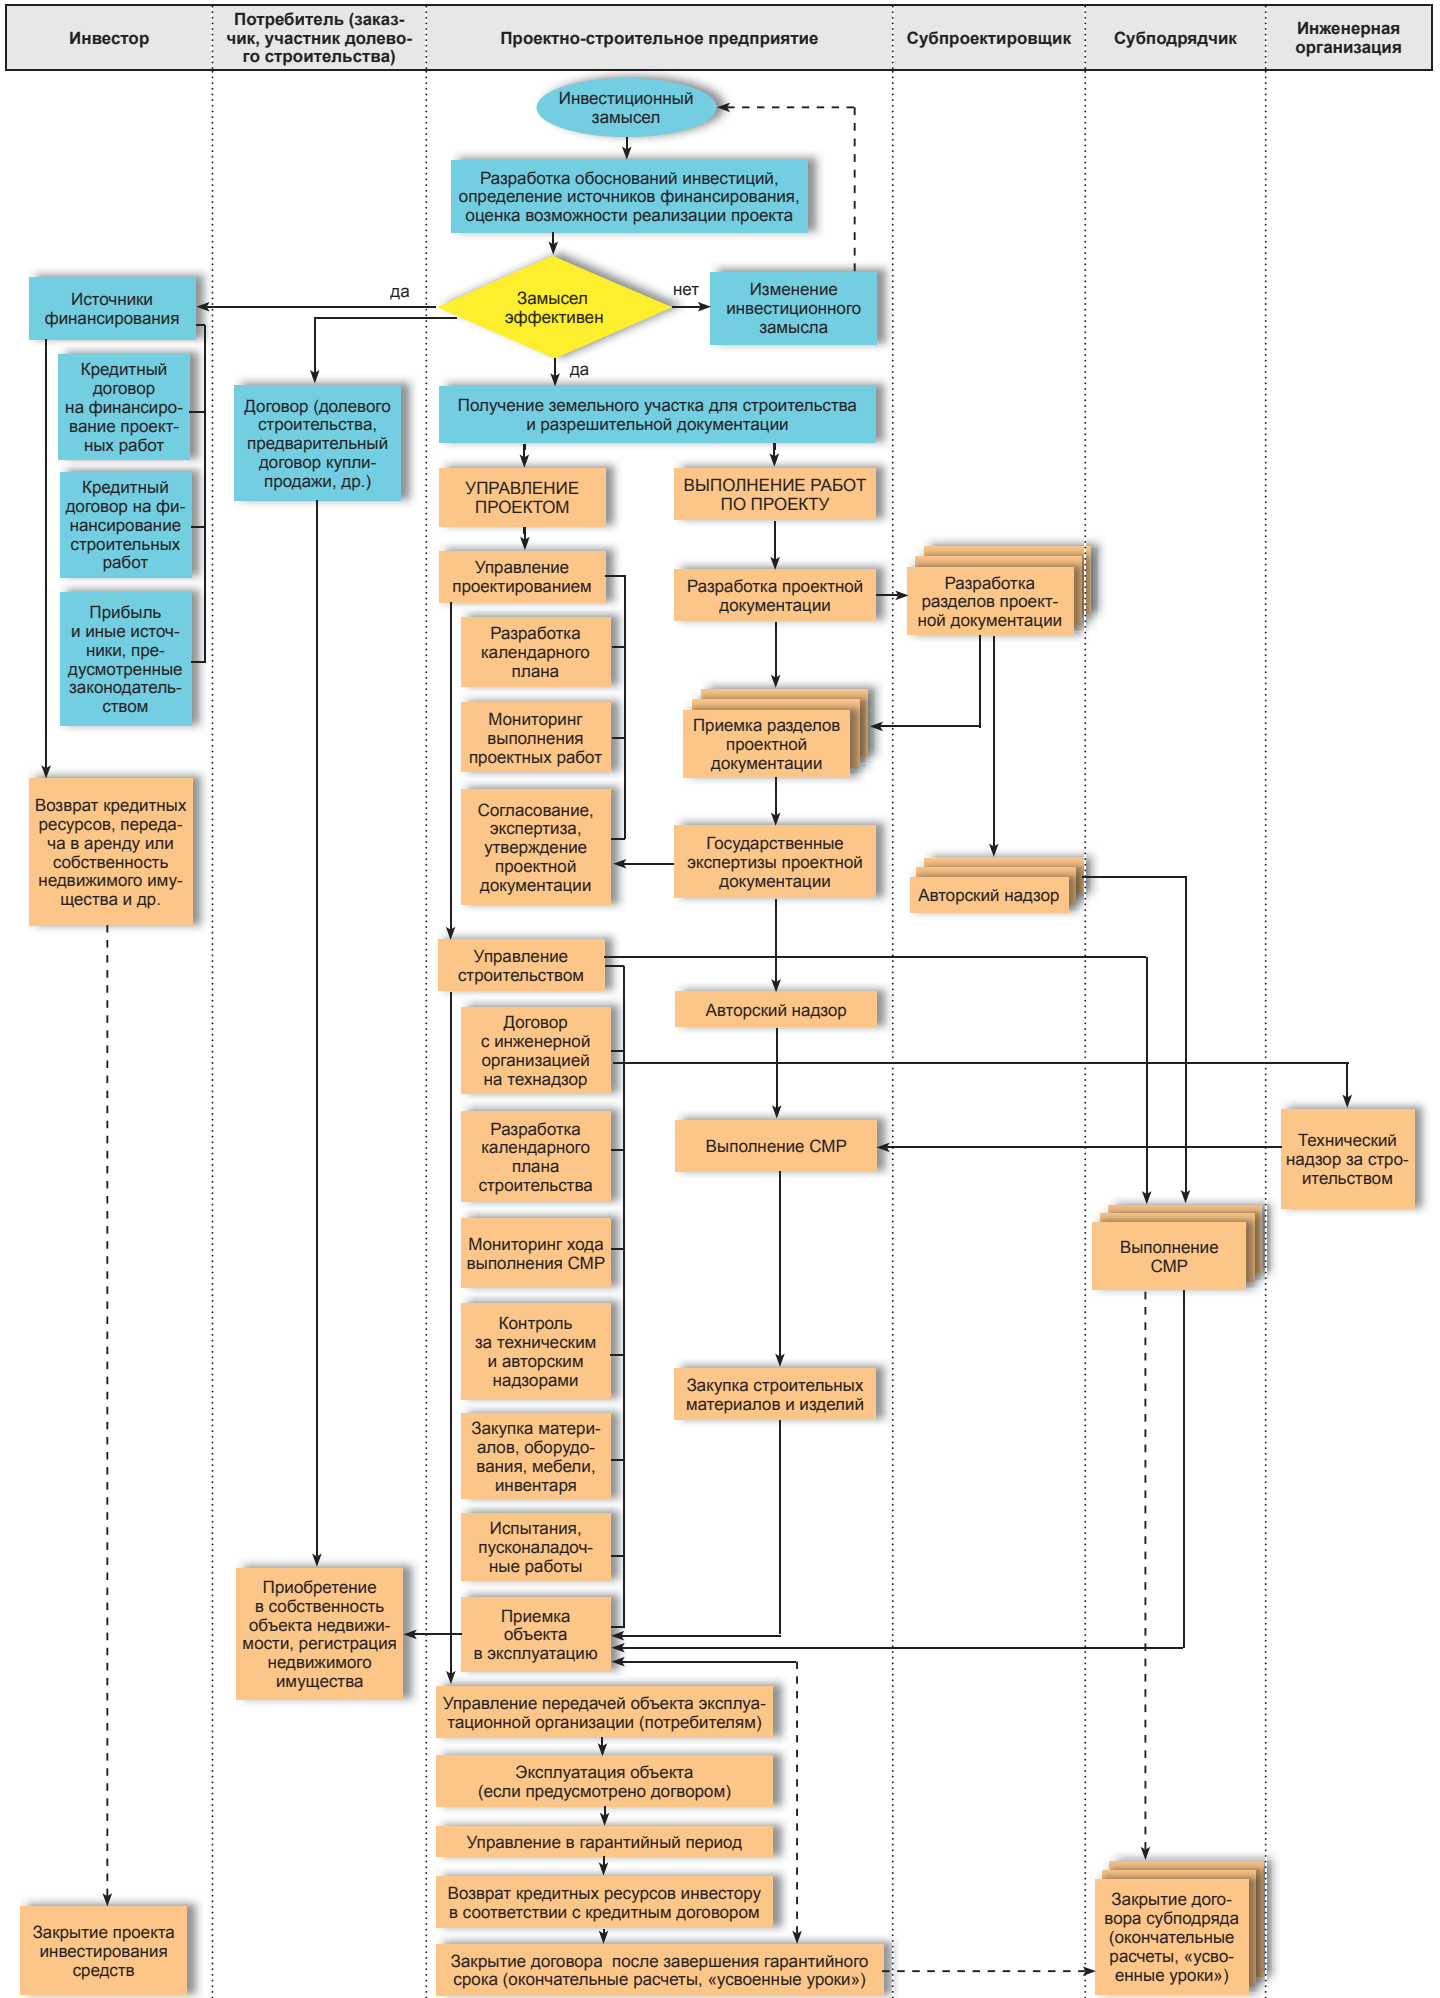 Инвестор
Потребитель (заказ-
чик, участник долево-
го строительства)
Проектно-строительное предприятие
Субпроектировщик
Субподрядчик
Инженерная
организация
Инвестиционный
замысел
Разработка обоснований инвестиций,
определение источников финансирования,
оценка возможности реализации проекта
да
Замысел
эффективен
нет
Изменение
инвестиционного
замысла
да
Источники
финансирования
Кредитный
договор
на финансиро-
вание проект-
ных работ
Кредитный
договор на фи-
нансирование
строительных
работ
Прибыль
и иные источ-
ники, пре-
дусмотренные
законодатель-
ством
Возврат кредитных
ресурсов, переда-
ча в аренду или
собственность
недвижимого иму-
щества и др.
Закрытие проекта
инвестирования
средств
Договор (долевого
строительства,
предварительный
договор купли-
продажи, др.)
Приобретение
в собственность
объекта недвижи-
мости, регистрация
недвижимого
имущества
Получение земельного участка для строительства
и разрешительной документации
УПРАВЛЕНИЕ
ПРОЕКТОМ
Управление
проектированием
Разработка
календарного
плана
Мониторинг
выполнения
проектных работ
Согласование,
экспертиза,
утверждение
проектной
документации
Управление
строительством
Договор
с инженерной
организацией
на технадзор
Разработка
календарного
плана
строительства
Мониторинг хода
выполнения СМР
Контроль
за техническим
и авторским
надзорами
Закупка матери-
алов, оборудо-
вания, мебели,
инвентаря
Испытания,
пусконаладоч-
ные работы
Приемка
объекта
в эксплуатацию
Управление передачей объекта эксплуа-
тационной организации (потребителям)
Эксплуатация объекта
(если предусмотрено догвором)
Управление в гарантийный период
Возврат кредитных ресурсов инвестору
в соответствии с кредитным договором
Закрытие договора после завершения гарантийного
срока (окончательные расчеты, «усвоенные уроки»)
ВЫПОЛНЕНИЕ РАБОТ
ПО ПРОЕКТУ
Разработка проектной
документации
Приемка разделов
проектной
документации
Государственные
экспертизы проектной
документации
Авторский надзор
Выполнение СМР
Закупка строительных
материалов и изделий
Разработка
разделов проект-
ной документации
Авторский надзор
Выполнение
СМР
Закрытие дого-
вора субподряда
(окончательные
расчеты, «усво-
енные уроки»)
Технический
надзор за стро-
ительством